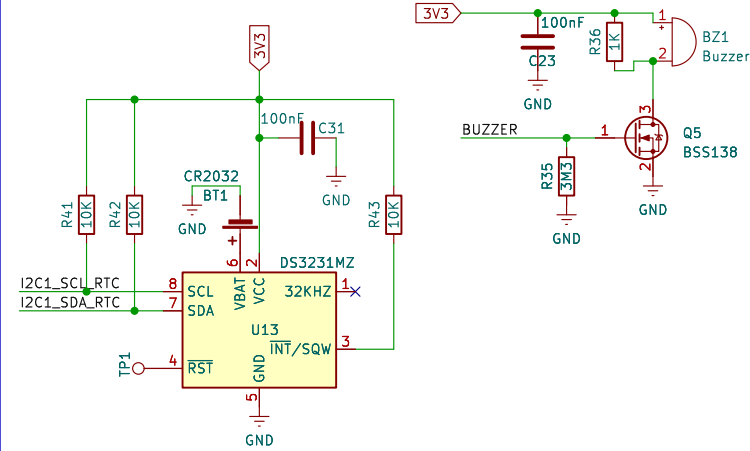 3V3
100nF
C31
GND
CR2032
BT1
GND
+
R41
10K
R42
10K
R43
10K
I2C1_SCL_RTC
I2C1_SDA_RTC
DS3231MZ
U13
6
VBAT
2
VCC
8
SCL
7
SDA
4
RST
TP1
1
32KHZ
3
INT/SQW
5
GND
GND
3V3
100nF
C23
GND
R36
1K
1
+
2
BZ1
Buzzer
BUZZER
R35
3M3
GND
1
3
2
Q5
BSS138
GND